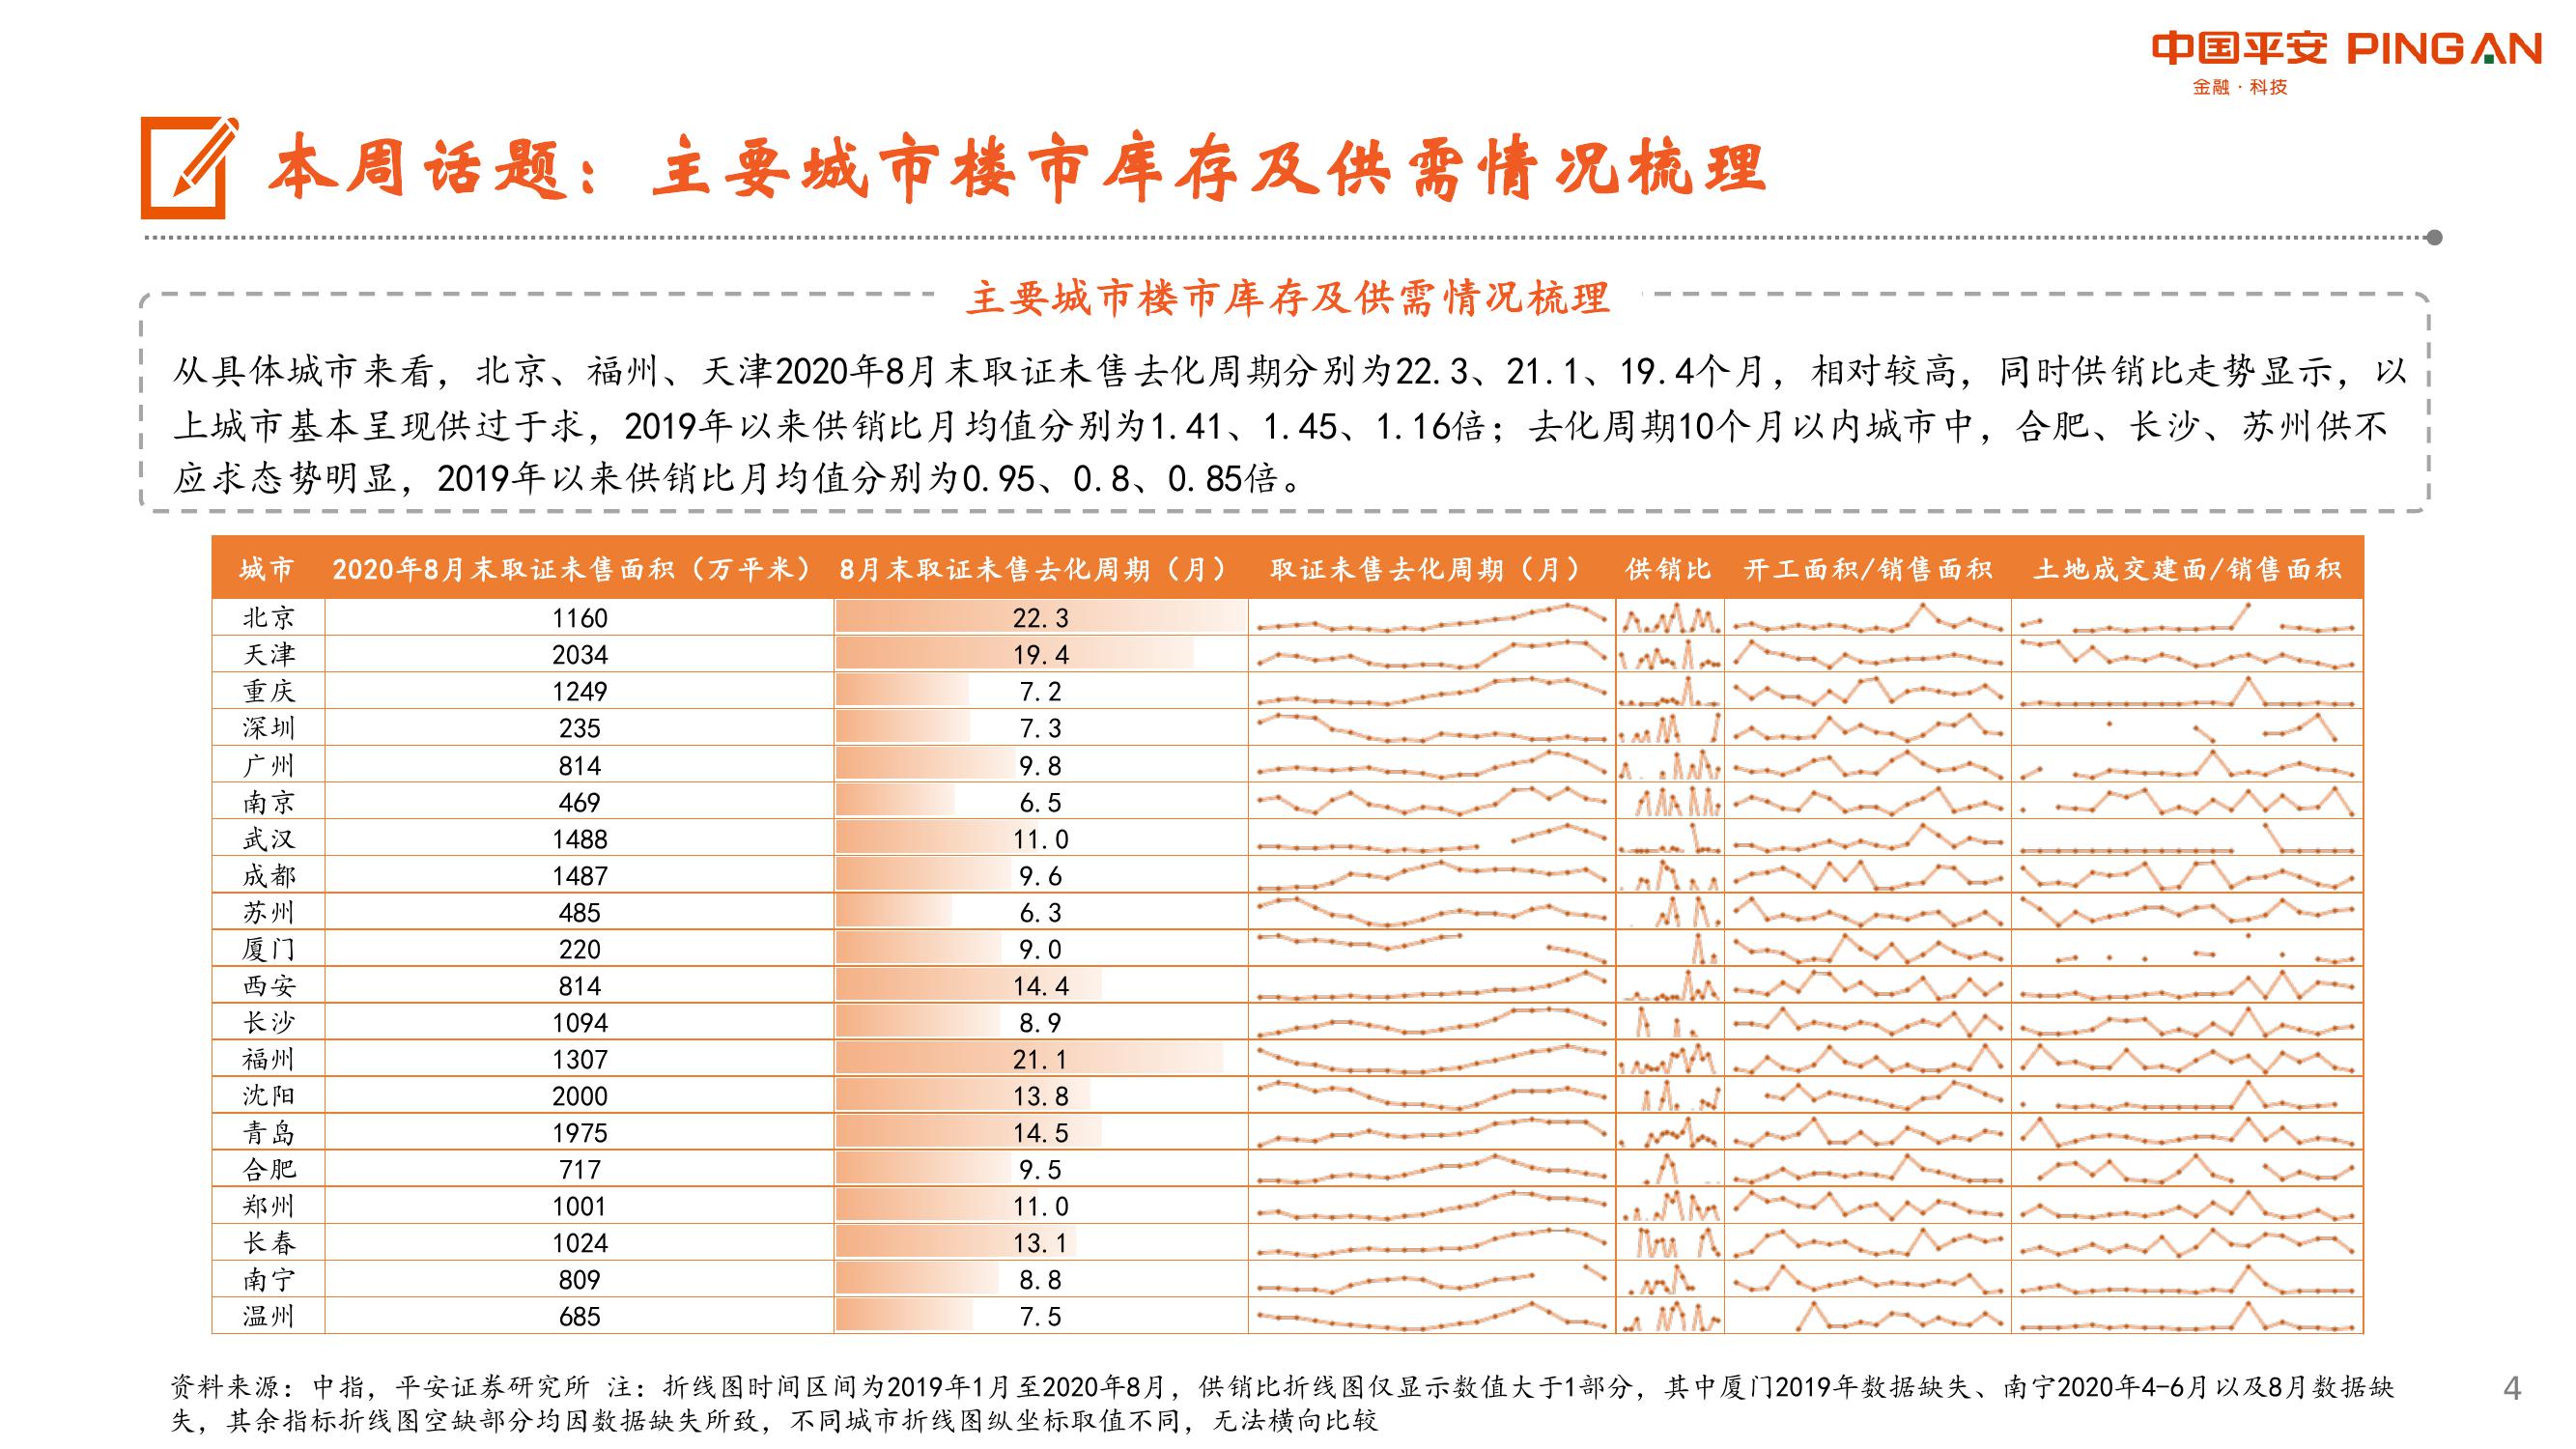 中国平安 PINGAN
金融·科技
本周话题：主要城市楼市库存及供需情况梳理
主要城市楼市库存及供需情况梳理
从具体城市来看，北京、福州、天津2020年8月末取证未售去化周期分别为22.3、21.1、19.4个月，相对较高，同时供销比走势显示，以
上城市基本呈现供过于求，2019年以来供销比月均值分别为1.41、1.45、1.16倍；去化周期10个月以内城市中，合肥、长沙、苏州供不
应求态势明显，2019年以来供销比月均值分别为0.95、0.8、0.85倍。
城市 2020年8月末取证未售面积（万平米） 8月末取证未售去化周期（月） 取证未售去化周期（月） 供销比 开工面积/销售面积 土地成交建面/销售面积
北京 1160 22.3
天津 2034 19.4
重庆 1249 7.2
深圳 235 7.3
广州 814 9.8
南京 469 6.5
武汉 1488 11.0
成都 1487 9.6
苏州 485 6.3
厦门 220 9.0
西安 814 14.4
长沙 1094 8.9
福州 1307 21.1
沈阳 2000 13.8
青岛 1975 14.5
合肥 717 9.5
郑州 1001 11.0
长春 1024 13.1
南宁 809 8.8
温州 685 7.5
资料来源：中指，平安证券研究所 注：折线图时间区间为2019年1月至2020年8月，供销比折线图仅显示数值大于1部分，其中厦门2019年数据缺失、南宁2020年4-6月以及8月数据缺
失，其余指标折线图空缺部分均因数据缺失所致，不同城市折线图纵坐标取值不同，无法横向比较
4